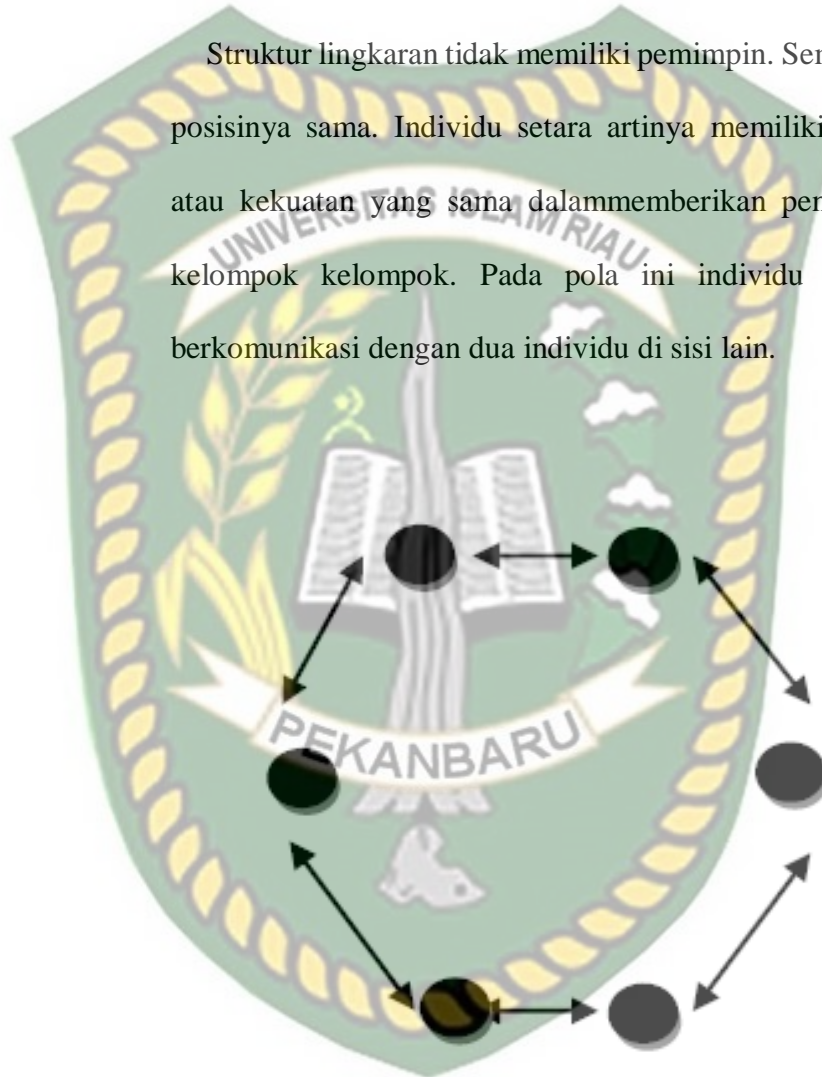 Struktur lingkaran tidak memiliki pemimpin.
posisinya sama. Individu setara artinya memiliki
atau kekuatan yang sama dalammemberikan
kelompok kelompok. Pada pola ini individu
berkomunikasi dengan dua individu di sisi lain.
UNIVERSITAS ISLAM RIAU
PEKANBARU